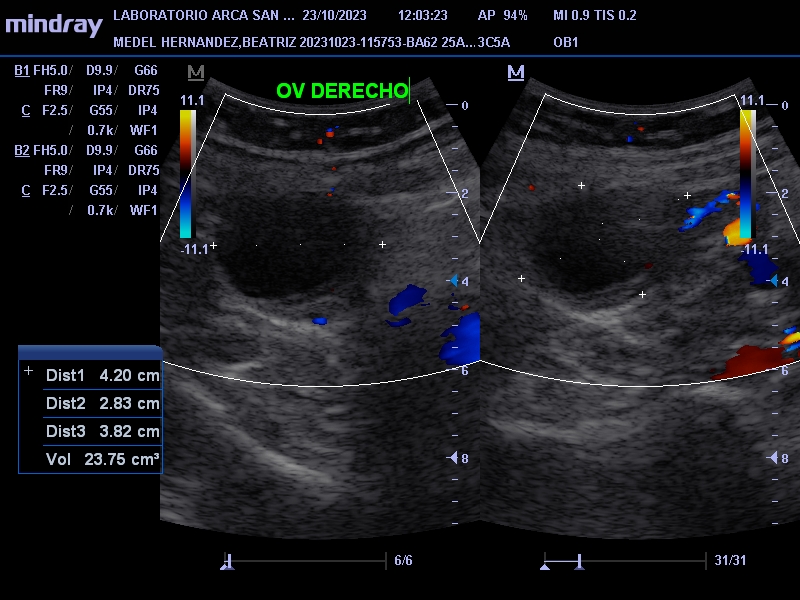 mindray
LABORATORIO ARCA SAN ... 23/10/2023 12:03:23 AP 94% MI 0.9 TIS 0.2
MEDEL HERNANDEZ,BEATRIZ 20231023-115753-BA62 25A...3C5A OB1
B1 FH5.0/ D9.9/ G66
FR9/ IP4/ DR75
C F2.5/ G55/ IP4
/ 0.7k/ WF1
B2 FH5.0/ D9.9/ G66
FR9/ IP4/ DR75
C F2.5/ G55/ IP4
/ 0.7k/ WF1
M
OV DERECHO
11.1
-11.1
0
2
4
6
8
6/6
M
11.1
-11.1
0
2
4
6
8
31/31
+ Dist1 4.20 cm
Dist2 2.83 cm
Dist3 3.82 cm
Vol 23.75 cm³